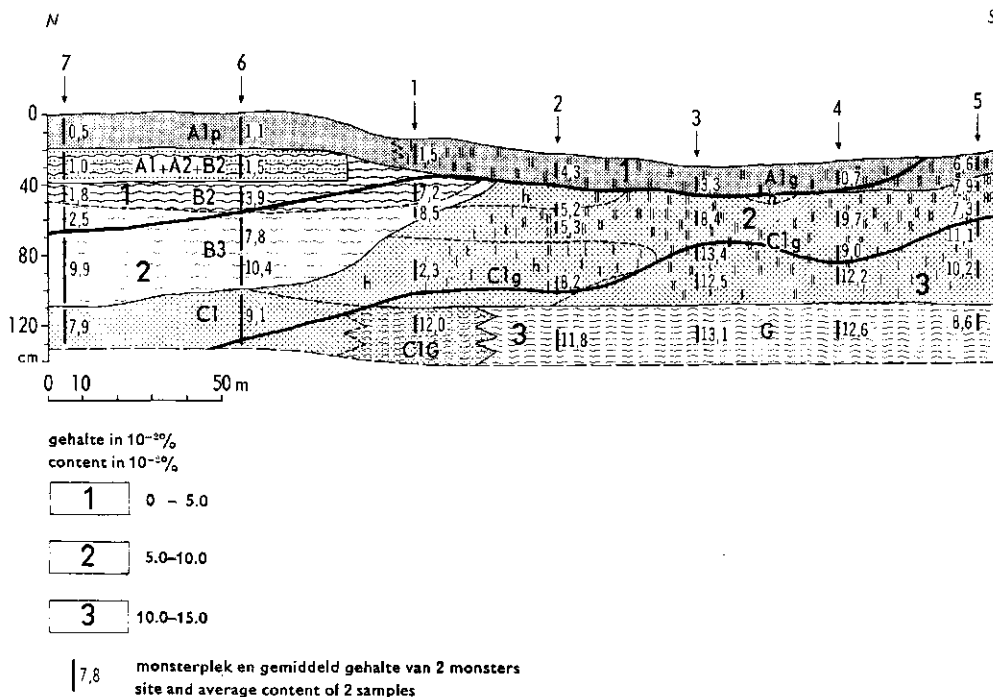 N S
7 6 1 2 3 4 5
0
40
80
120
cm
0,5 A1p 1,1
1,0 A1+A2+B2 1,5
1,8 1 B2 3,9
2,5
7,8
B3
9,9 2 10,4
7,9 C1 9,1
1,5
7,2
8,5
2,3
h
12,0
C1G
4,3
h
5,2
5,3
h
C1g
8,2
3 11,8
1
3,3
8,4
13,4
12,5
13,1
A1g
h
2
C1g
G
0,7
9,7
9,0
12,2
12,6
6,6
7,9
7,3
11,1
10,2
3
8,6
0 10 50 m
gehalte in 10⁻²%
content in 10⁻²%
1 0 – 5.0
2 5.0–10.0
3 10.0–15.0
7,8 monsterplek en gemiddeld gehalte van 2 monsters
site and average content of 2 samples